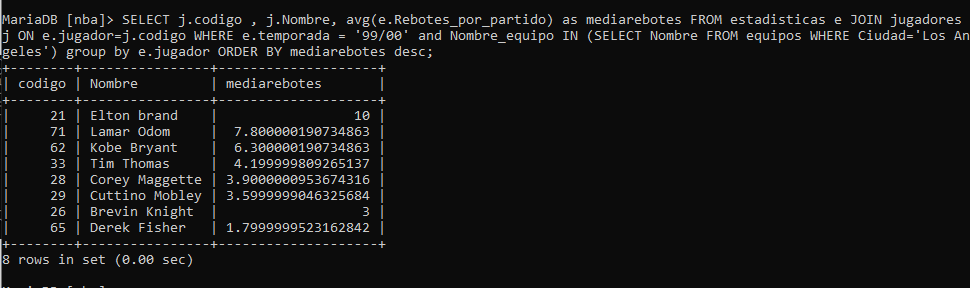 MariaDB [nba]> SELECT j.codigo , j.Nombre, avg(e.Rebotes_por_partido) as mediarebotes FROM estadisticas e JOIN jugadores
j ON e.jugador=j.codigo WHERE e.temporada = '99/00' and Nombre_equipo IN (SELECT Nombre FROM equipos WHERE Ciudad='Los An
geles') group by e.jugador ORDER BY mediarebotes desc;
+--------+----------------+--------------------+
| codigo | Nombre         | mediarebotes       |
+--------+----------------+--------------------+
|     21 | Elton brand    |                 10 |
|     71 | Lamar Odom     |  7.800000190734863 |
|     62 | Kobe Bryant    |  6.300000190734863 |
|     33 | Tim Thomas     |  4.199999809265137 |
|     28 | Corey Maggette | 3.9000000953674316 |
|     29 | Cuttino Mobley | 3.5999999046325684 |
|     26 | Brevin Knight  |                  3 |
|     65 | Derek Fisher   | 1.7999999523162842 |
+--------+----------------+--------------------+
8 rows in set (0.00 sec)